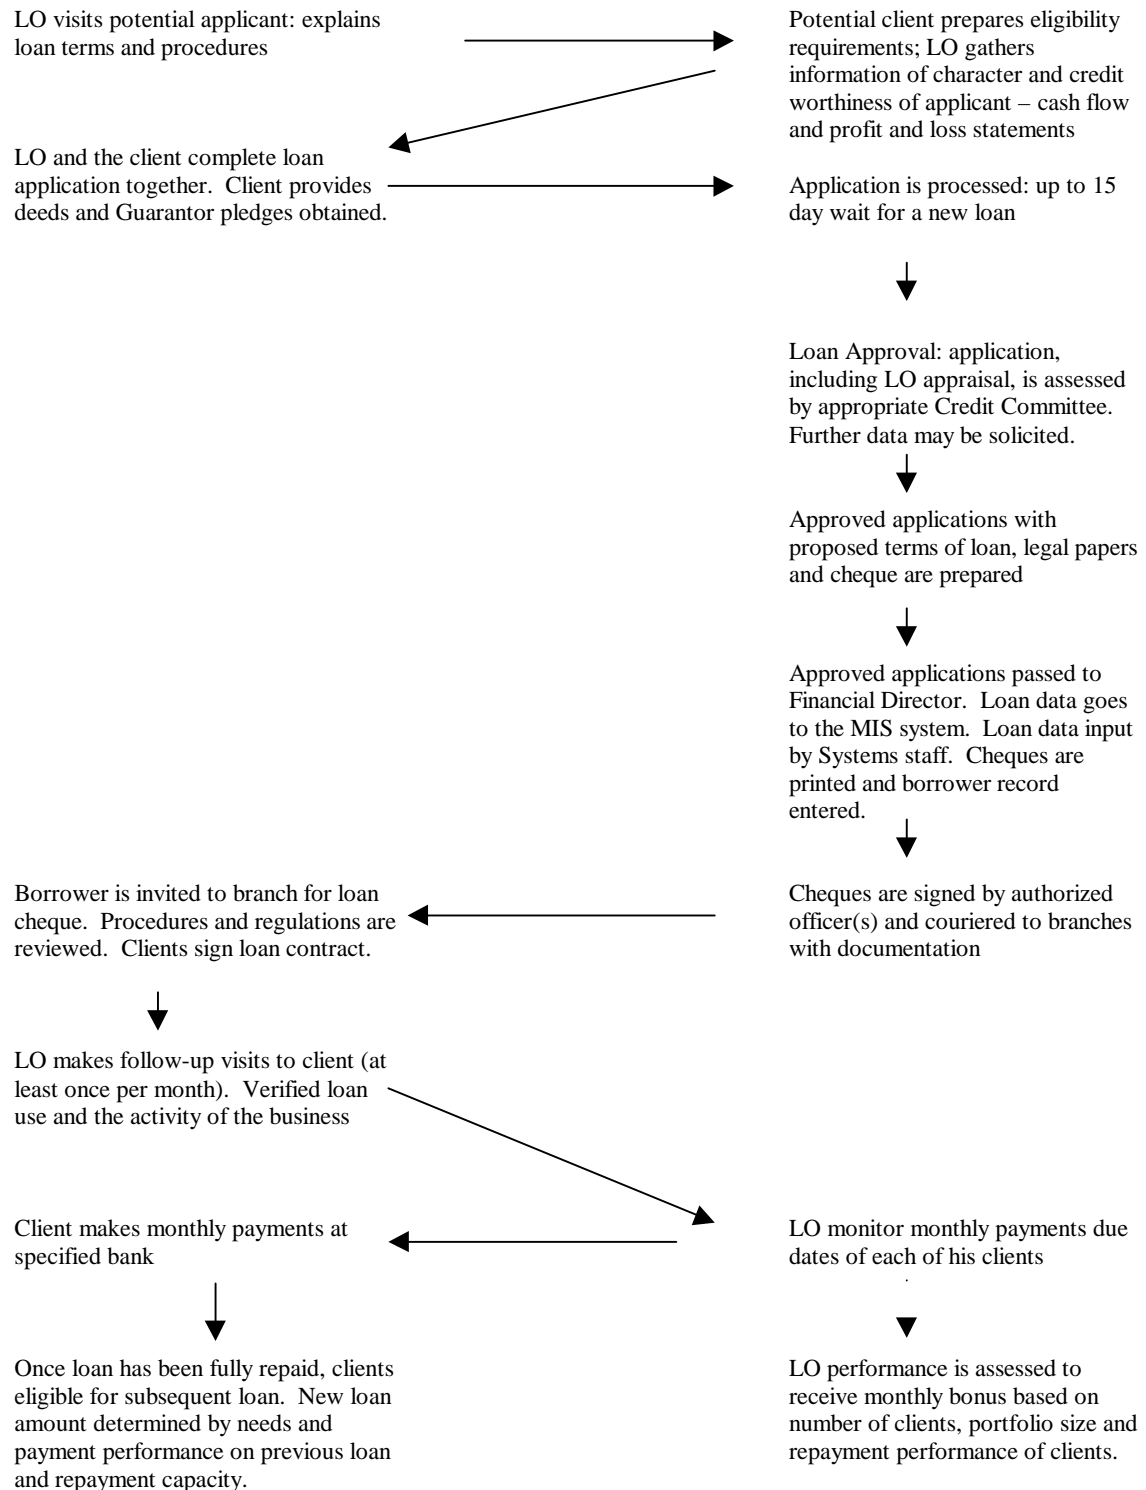 LO visits potential applicant: explains
loan terms and procedures
Potential client prepares eligibility
requirements; LO gathers
information of character and credit
worthiness of applicant – cash flow
and profit and loss statements
LO and the client complete loan
application together.  Client provides
deeds and Guarantor pledges obtained.
Application is processed: up to 15
day wait for a new loan
Loan Approval: application,
including LO appraisal, is assessed
by appropriate Credit Committee.
Further data may be solicited.
Approved applications with
proposed terms of loan, legal papers
and cheque are prepared
Approved applications passed to
Financial Director.  Loan data goes
to the MIS system.  Loan data input
by Systems staff.  Cheques are
printed and borrower record
entered.
Cheques are signed by authorized
officer(s) and couriered to branches
with documentation
Borrower is invited to branch for loan
cheque.  Procedures and regulations are
reviewed.  Clients sign loan contract.
LO makes follow-up visits to client (at
least once per month).  Verified loan
use and the activity of the business
LO monitor monthly payments due
dates of each of his clients
Client makes monthly payments at
specified bank
Once loan has been fully repaid, clients
eligible for subsequent loan.  New loan
amount determined by needs and
payment performance on previous loan
and repayment capacity.
LO performance is assessed to
receive monthly bonus based on
number of clients, portfolio size and
repayment performance of clients.